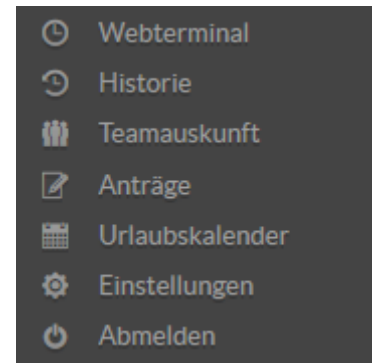 Webterminal
Historie
Teamauskunft
Anträge
Urlaubskalender
Einstellungen
Abmelden